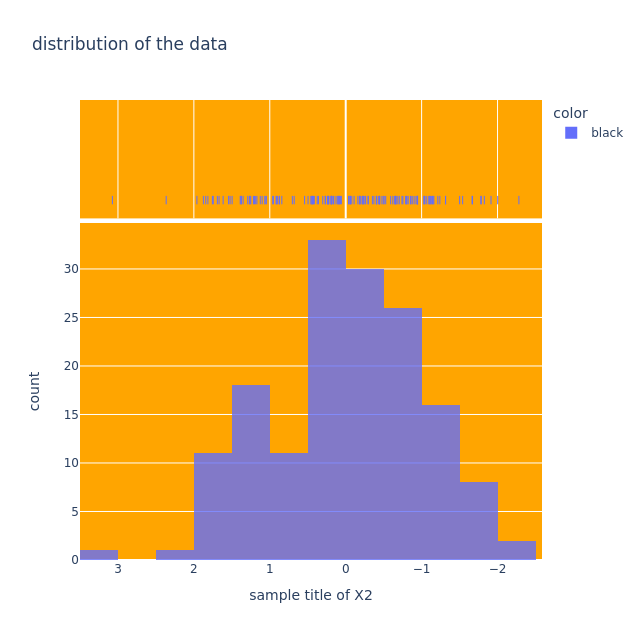 distribution of the data
color
black
30
25
20
15
10
5
0
count
3 2 1 0 −1 −2
sample title of X2